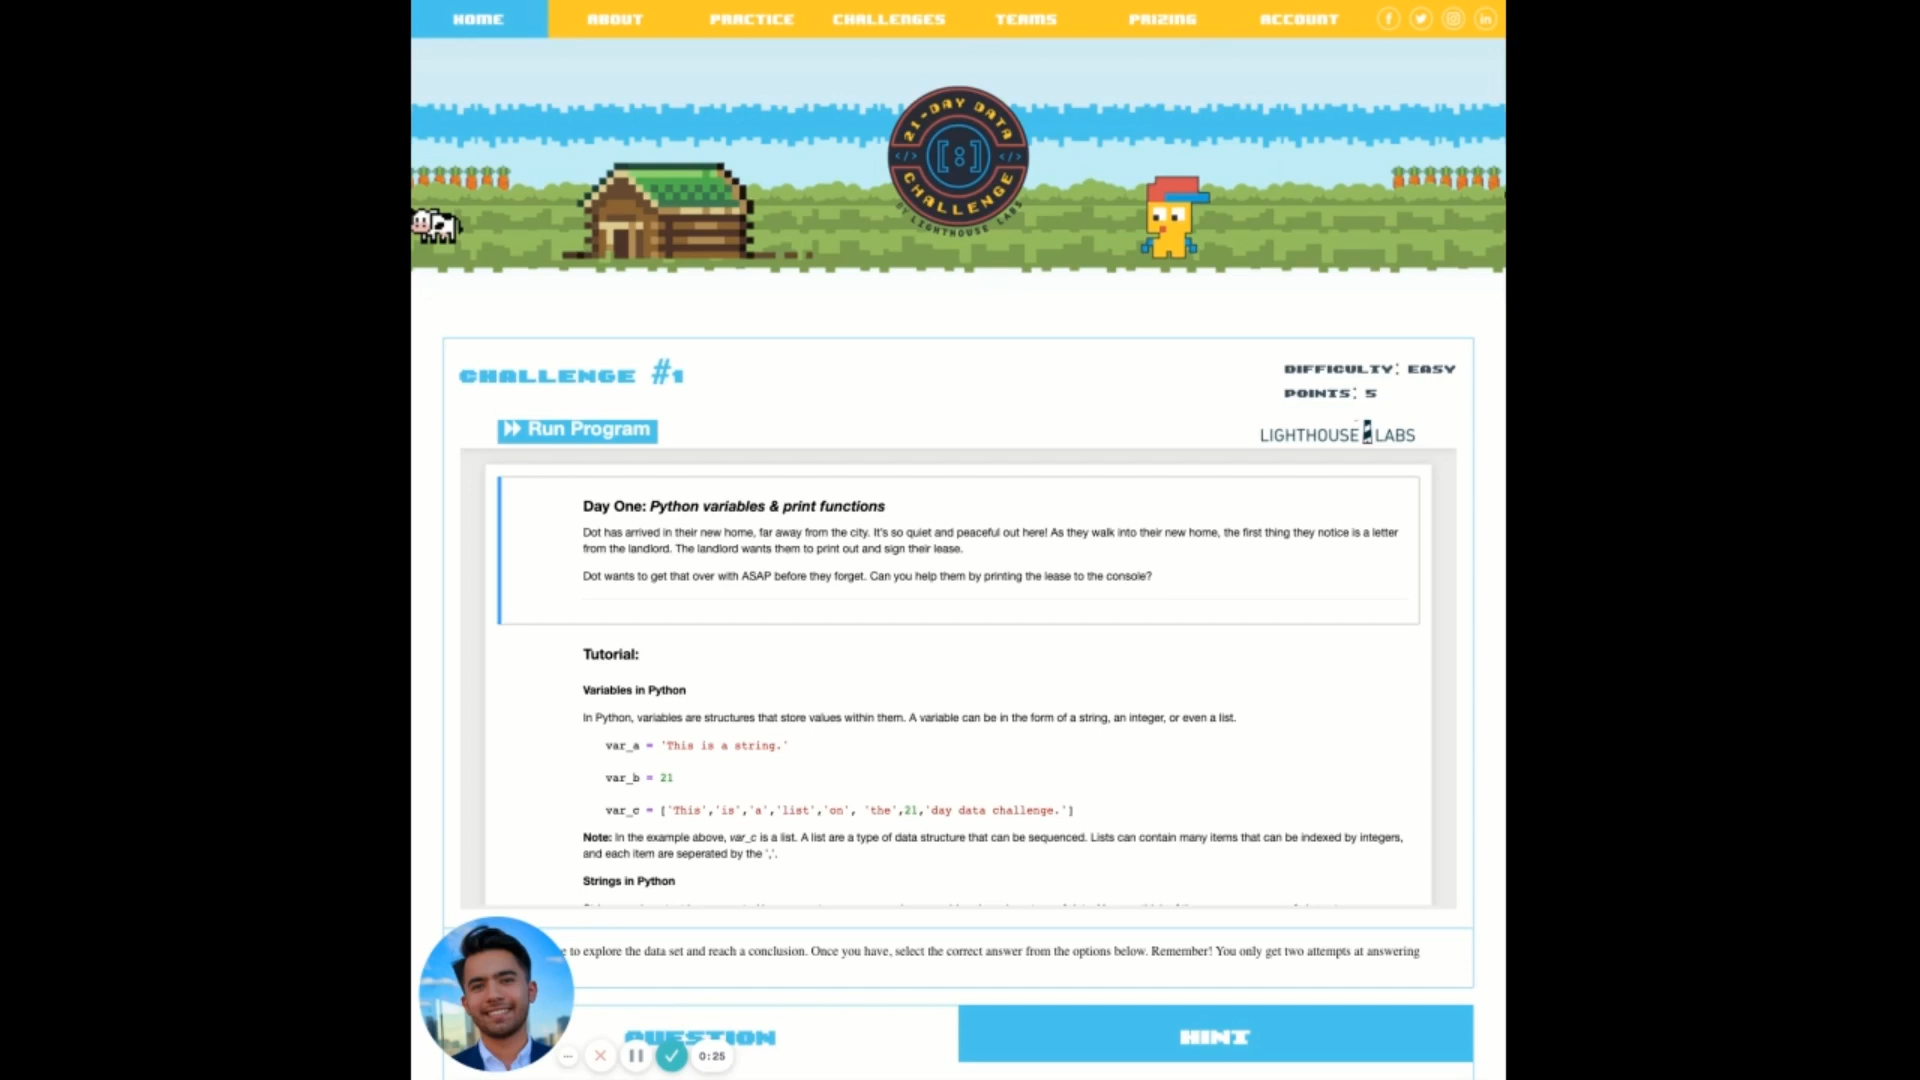 HOME ABOUT PRACTICE CHALLENGES TEAMS PRIZING ACCOUNT
21-DAY DATA
</> [:] </>
CHALLENGE
BY LIGHTHOUSE LABS
CHALLENGE #1
DIFFICULTY: EASY
POINTS: 5
Run Program
LIGHTHOUSE LABS
Day One: Python variables & print functions
Dot has arrived in their new home, far away from the city. It's so quiet and peaceful out here! As they walk into their new home, the first thing they notice is a letter
from the landlord. The landlord wants them to print out and sign their lease.
Dot wants to get that over with ASAP before they forget. Can you help them by printing the lease to the console?
Tutorial:
Variables in Python
In Python, variables are structures that store values within them. A variable can be in the form of a string, an integer, or even a list.
var_a = 'This is a string.'
var_b = 21
var_c = ['This','is','a','list','on', 'the',21,'day data challenge.']
Note: In the example above, var_c is a list. A list are a type of data structure that can be sequenced. Lists can contain many items that can be indexed by integers,
and each item are seperated by the ','.
Strings in Python
to explore the data set and reach a conclusion. Once you have, select the correct answer from the options below. Remember! You only get two attempts at answering
QUESTION
HINT
0:25